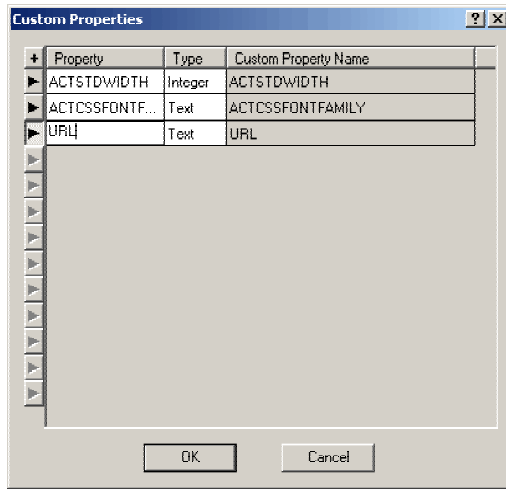 Custom Properties
+ Property Type Custom Property Name
ACTSTDWIDTH Integer ACTSTDWIDTH
ACTCSSFONTF... Text ACTCSSFONTFAMILY
URL Text URL
OK Cancel